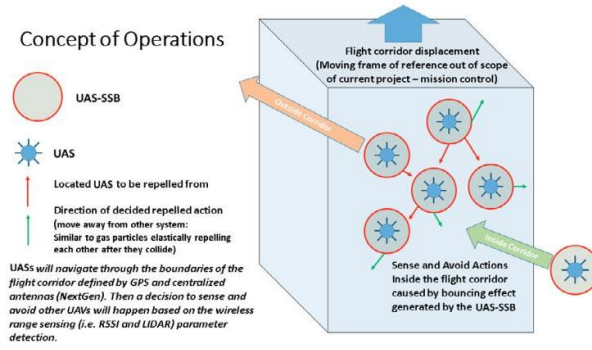 Concept of Operations
UAS-SSB
UAS
Located UAS to be repelled from
Direction of decided repelled action
(move away from other system:
Similar to gas particles elastically repelling
each other after they collide)
UASs will navigate through the boundaries of the
flight corridor defined by GPS and centralized
antennas (NextGen). Then a decision to sense and
avoid other UAVs will happen based on the wireless
range sensing (i.e. RSSI and LIDAR) parameter
detection.
Flight corridor displacement
(Moving frame of reference out of scope
of current project – mission control)
Outside Corridor
Inside Corridor
Sense and Avoid Actions
Inside the flight corridor
caused by bouncing effect
generated by the UAS-SSB